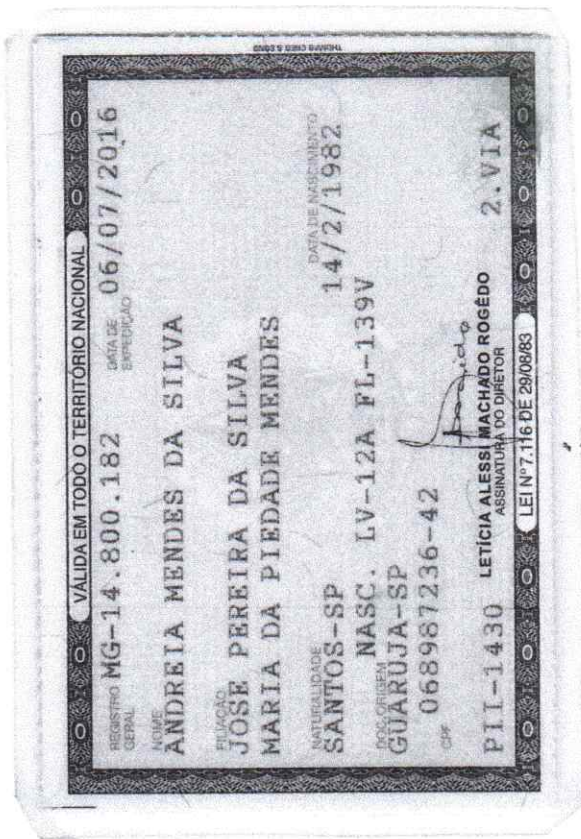 VÁLIDA EM TODO O TERRITÓRIO NACIONAL
REGISTRO GERAL MG-14.800.182 DATA DE EXPEDIÇÃO 06/07/2016
NOME
ANDREIA MENDES DA SILVA
FILIAÇÃO
JOSE PEREIRA DA SILVA
MARIA DA PIEDADE MENDES
NATURALIDADE DATA DE NASCIMENTO
SANTOS-SP 14/2/1982
DOC. ORIGEM NASC. LV-12A FL-139V
GUARUJA-SP
CPF 068987236-42
PII-1430 LETÍCIA ALESSI MACHADO ROGÊDO 2.VIA
ASSINATURA DO DIRETOR
LEI Nº 7.116 DE 29/08/83